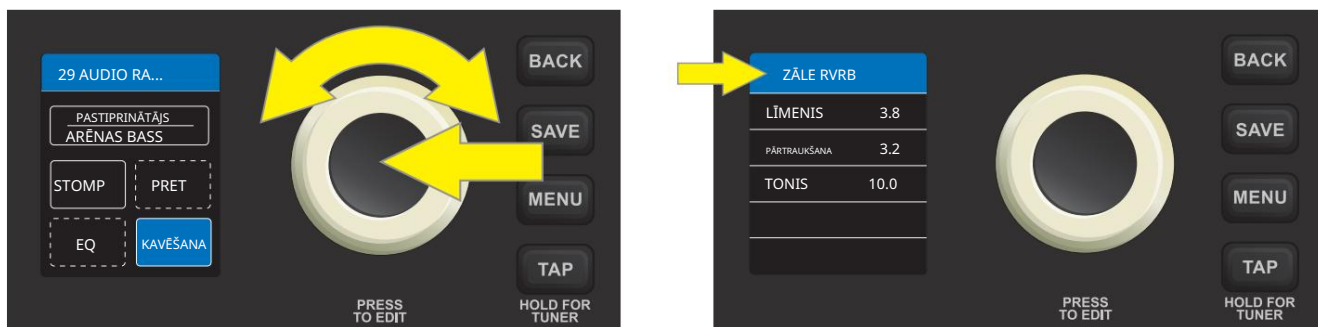 29 AUDIO RA...
PASTIPRINĀTĀJS
ARĒNAS BASS
STOMP
PRET
EQ
KAVĒŠANA
BACK
SAVE
MENU
TAP
PRESS
TO EDIT
HOLD FOR
TUNER
ZĀLE RVRB
LĪMENIS 3.8
PĀRTRAUKŠANA 3.2
TONIS 10.0
BACK
SAVE
MENU
TAP
PRESS
TO EDIT
HOLD FOR
TUNER